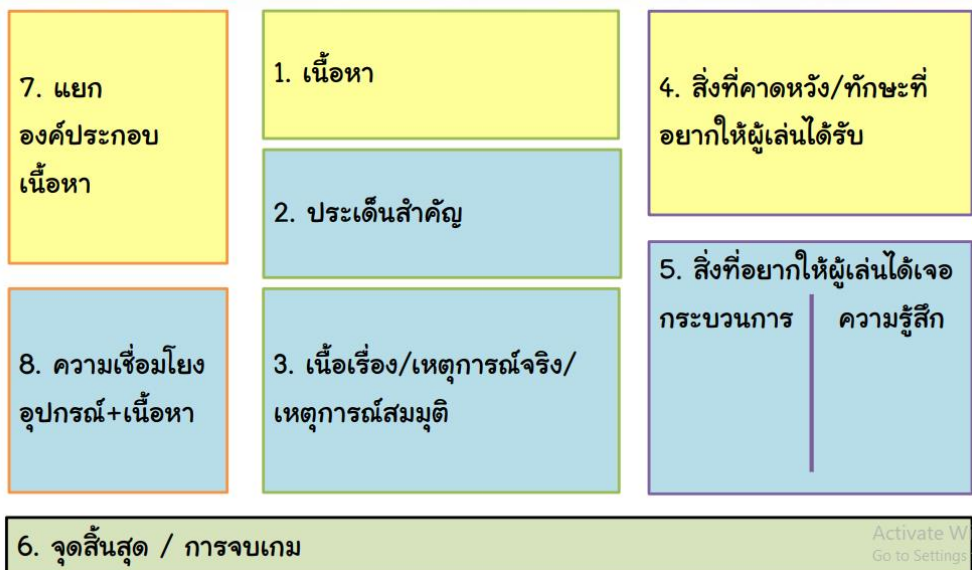 7. แยก
องค์ประกอบ
เนื้อหา
1. เนื้อหา
4. สิ่งที่คาดหวัง/ทักษะที่
อยากให้ผู้เล่นได้รับ
2. ประเด็นสำคัญ
5. สิ่งที่อยากให้ผู้เล่นได้เจอ
กระบวนการ
ความรู้สึก
8. ความเชื่อมโยง
อุปกรณ์+เนื้อหา
3. เนื้อเรื่อง/เหตุการณ์จริง/
เหตุการณ์สมมุติ
6. จุดสิ้นสุด / การจบเกม
Activate W
Go to Settings